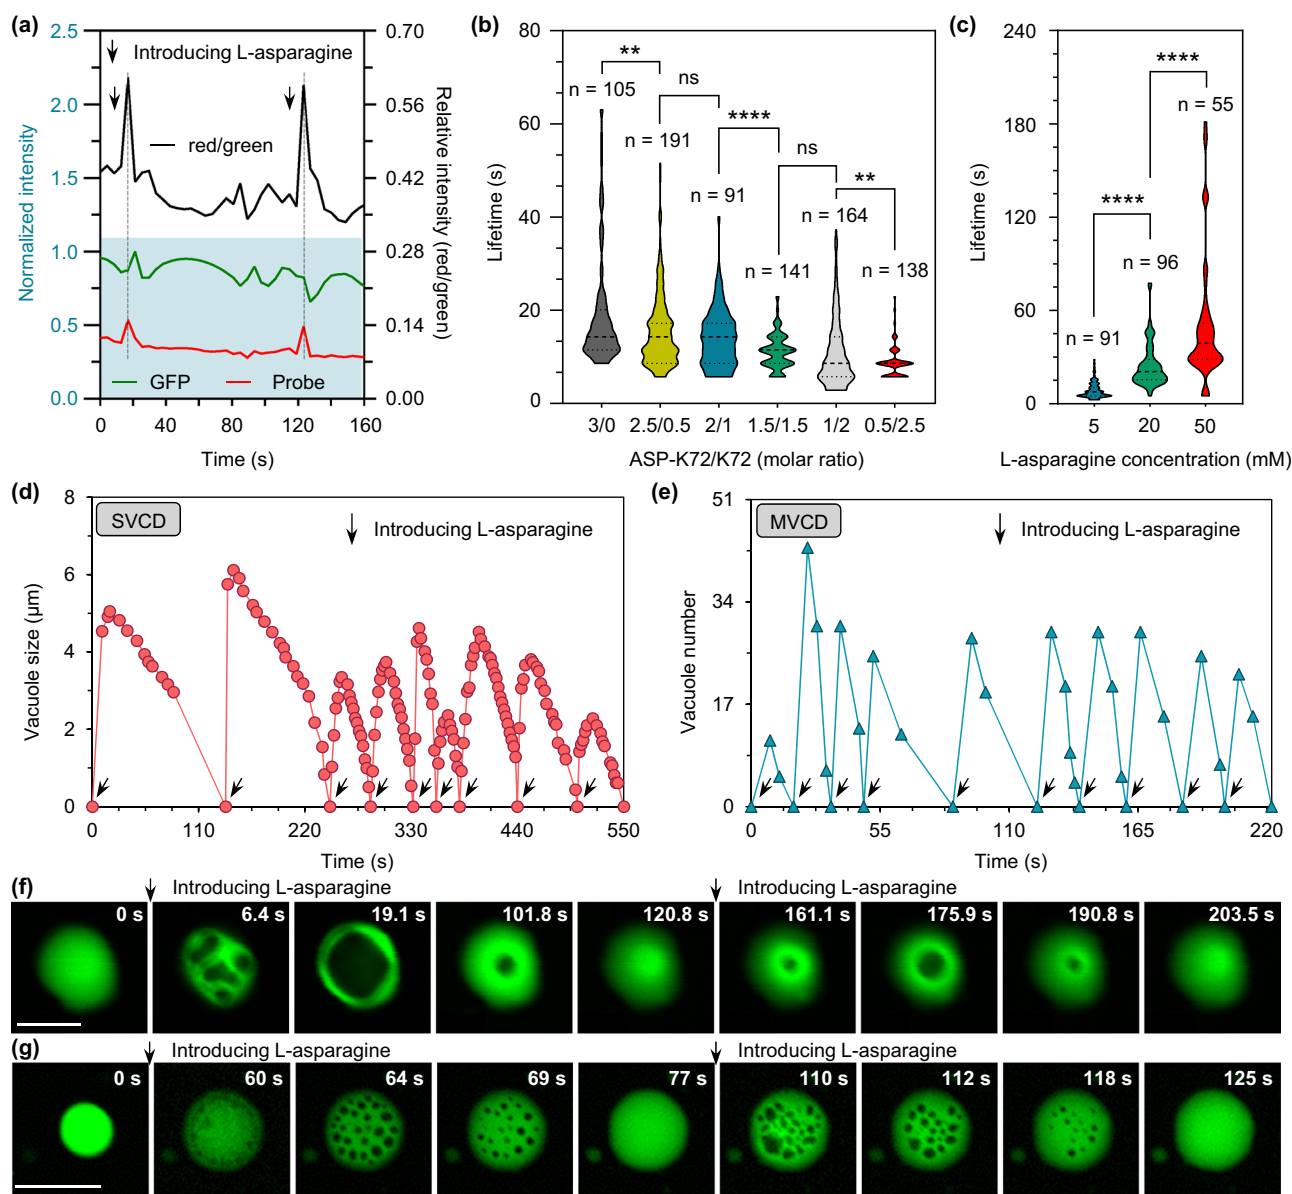 (a)
2.5
2.0
1.5
1.0
0.5
0.0
Normalized intensity
Introducing L-asparagine
red/green
GFP
Probe
0.70
0.56
0.42
0.28
0.14
0.00
Relative intensity (red/green)
0
40
80
120
160
Time (s)
(b)
80
60
40
20
0
Lifetime (s)
n = 105
**
n = 191
ns
n = 91
****
n = 141
ns
n = 164
**
n = 138
3/0
2.5/0.5
2/1
1.5/1.5
1/2
0.5/2.5
ASP-K72/K72 (molar ratio)
(c)
240
180
120
60
0
Lifetime (s)
n = 91
****
n = 96
****
n = 55
5
20
50
L-asparagine concentration (mM)
(d)
8
6
4
2
0
Vacuole size (μm)
SVCD
Introducing L-asparagine
0
110
220
330
440
550
Time (s)
(e)
51
34
17
0
Vacuole number
MVCD
Introducing L-asparagine
0
55
110
165
220
Time (s)
(f)
Introducing L-asparagine
Introducing L-asparagine
0 s
6.4 s
19.1 s
101.8 s
120.8 s
161.1 s
175.9 s
190.8 s
203.5 s
(g)
Introducing L-asparagine
Introducing L-asparagine
0 s
60 s
64 s
69 s
77 s
110 s
112 s
118 s
125 s